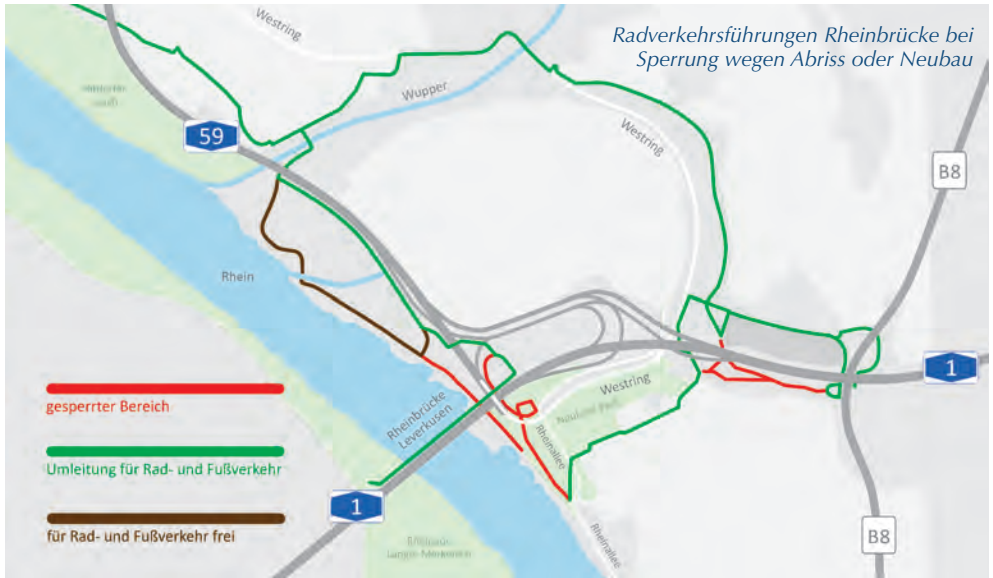 Radverkehrsführungen Rheinbrücke bei
Sperrung wegen Abriss oder Neubau
Westring
Wupper
59
Westring
B8
Rhein
1
Westring
Rheinallee
Rheinbrücke
Leverkusen
gesperrter Bereich
Umleitung für Rad- und Fußverkehr
1
für Rad- und Fußverkehr frei
Rheinallee
B8